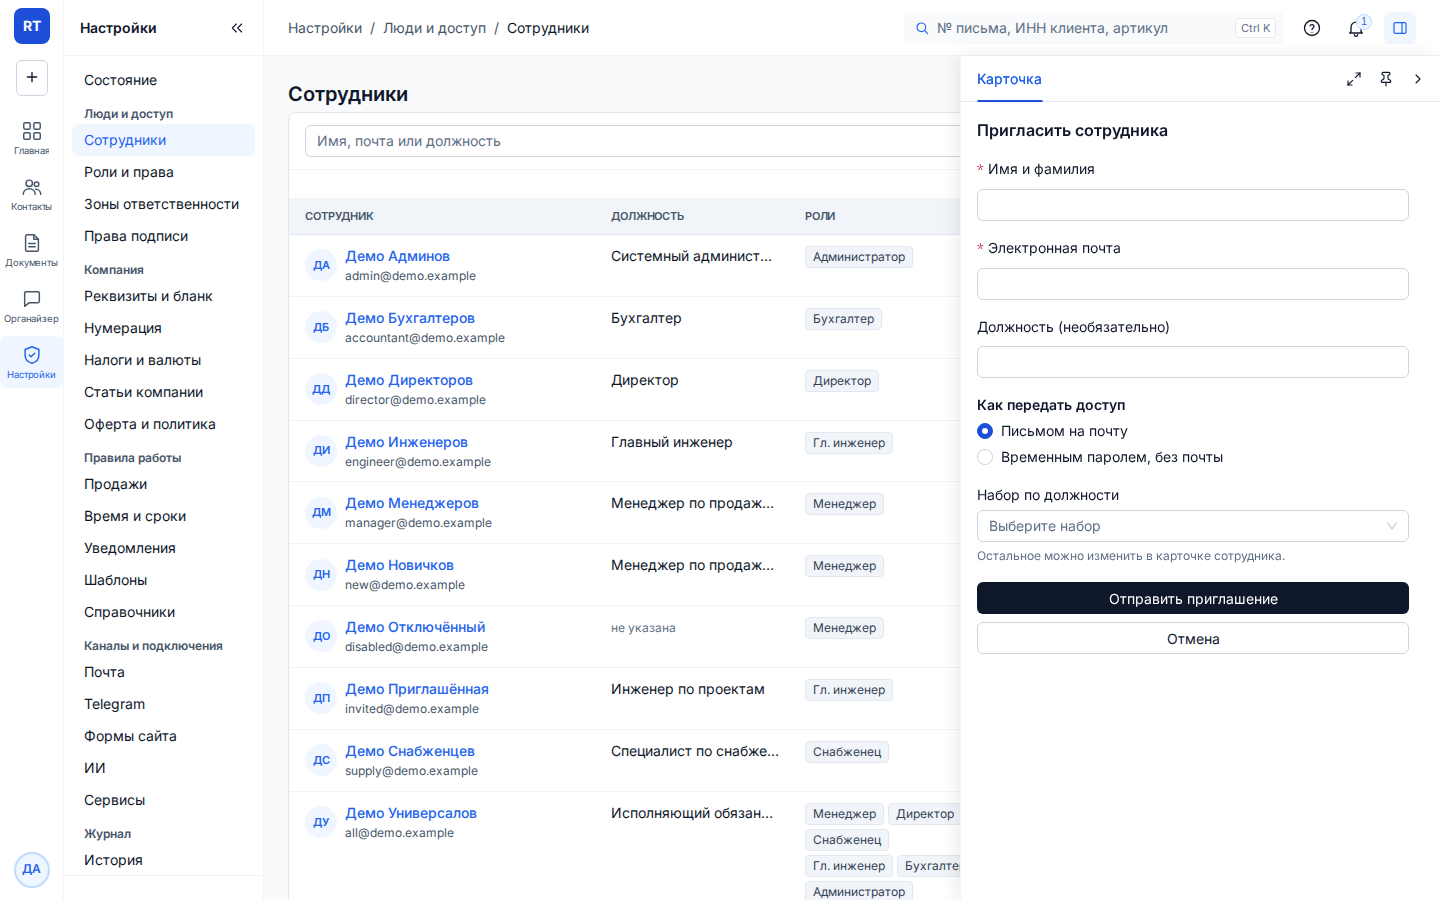 RT
Главная
Контакты
Документы
Органайзер
Настройки
ДА
Настройки
Состояние
Люди и доступ
Сотрудники
Роли и права
Зоны ответственности
Права подписи
Компания
Реквизиты и бланк
Нумерация
Налоги и валюты
Статьи компании
Оферта и политика
Правила работы
Продажи
Время и сроки
Уведомления
Шаблоны
Справочники
Каналы и подключения
Почта
Telegram
Формы сайта
ИИ
Сервисы
Журнал
История
Настройки / Люди и доступ / Сотрудники
№ письма, ИНН клиента, артикул Ctrl K
1
Сотрудники
Имя, почта или должность
СОТРУДНИК ДОЛЖНОСТЬ РОЛИ
ДА Демо Админов Системный админист... Администратор
admin@demo.example
ДБ Демо Бухгалтеров Бухгалтер Бухгалтер
accountant@demo.example
ДД Демо Директоров Директор Директор
director@demo.example
ДИ Демо Инженеров Главный инженер Гл. инженер
engineer@demo.example
ДМ Демо Менеджеров Менеджер по продаж... Менеджер
manager@demo.example
ДН Демо Новичков Менеджер по продаж... Менеджер
new@demo.example
ДО Демо Отключённый не указана Менеджер
disabled@demo.example
ДП Демо Приглашённая Инженер по проектам Гл. инженер
invited@demo.example
ДС Демо Снабженцев Специалист по снабже... Снабженец
supply@demo.example
ДУ Демо Универсалов Исполняющий обязан... Менеджер Директор
all@demo.example
Снабженец
Гл. инженер Бухгалте
Администратор
Карточка
Пригласить сотрудника
* Имя и фамилия
* Электронная почта
Должность (необязательно)
Как передать доступ
Письмом на почту
Временным паролем, без почты
Набор по должности
Выберите набор
Остальное можно изменить в карточке сотрудника.
Отправить приглашение
Отмена